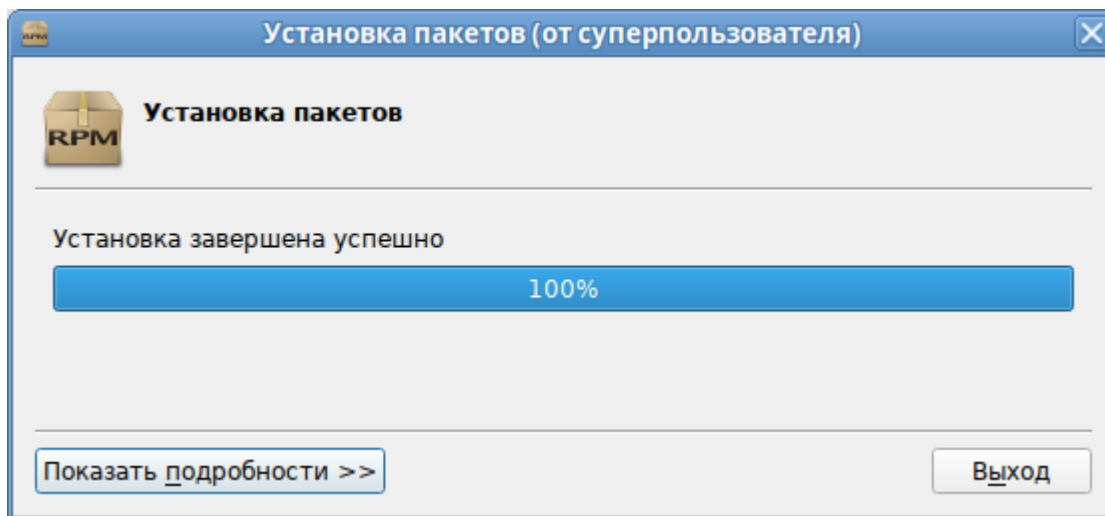 Установка пакетов (от суперпользователя)
RPM
Установка пакетов
Установка завершена успешно
100%
Показать подробности >>
Выход